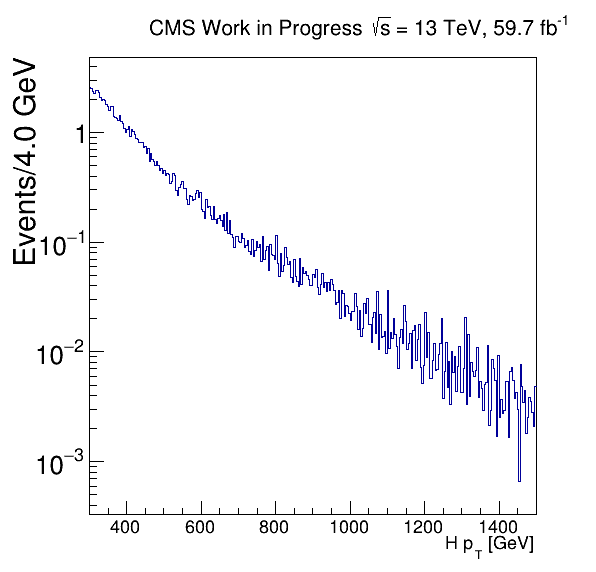 CMS Work in Progress √s = 13 TeV, 59.7 fb⁻¹
Events/4.0 GeV
1
10⁻¹
10⁻²
10⁻³
400 600 800 1000 1200 1400
H p_T [GeV]